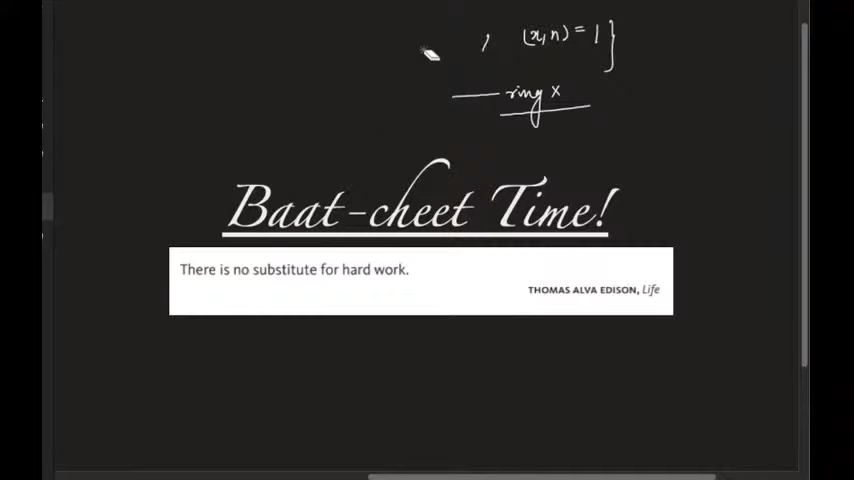 , (x,n) = 1 }
ring x
Baat-cheet Time!
There is no substitute for hard work.
THOMAS ALVA EDISON, Life